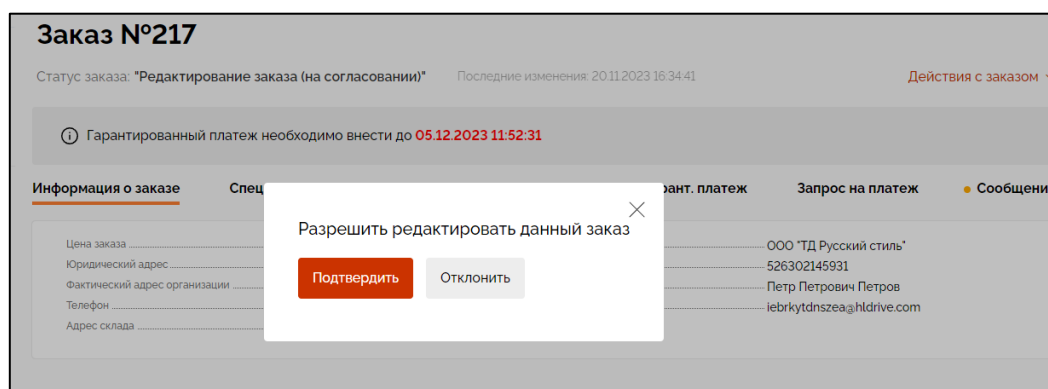 Заказ №217
Статус заказа: "Редактирование заказа (на согласовании)" Последние изменения: 20.11.2023 16:34:41 Действия с заказом
Гарантированный платеж необходимо внести до 05.12.2023 11:52:31
Информация о заказе Спец рант. платеж Запрос на платеж Сообщени
Разрешить редактировать данный заказ
Подтвердить Отклонить
Цена заказа ООО "ТД Русский стиль"
Юридический адрес 526302145931
Фактический адрес организации Петр Петрович Петров
Телефон iebrkytdnszea@hldrive.com
Адрес склада